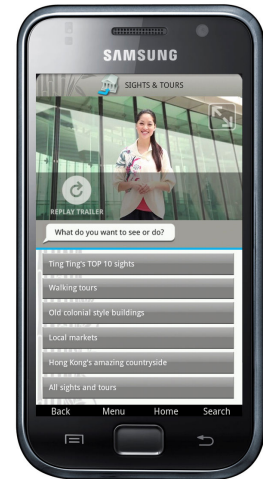 SAMSUNG
SIGHTS & TOURS
REPLAY TRAILER
What do you want to see or do?
Ting Ting's TOP 10 sights
Walking tours
Old colonial style buildings
Local markets
Hong Kong's amazing countryside
All sights and tours
Back Menu Home Search